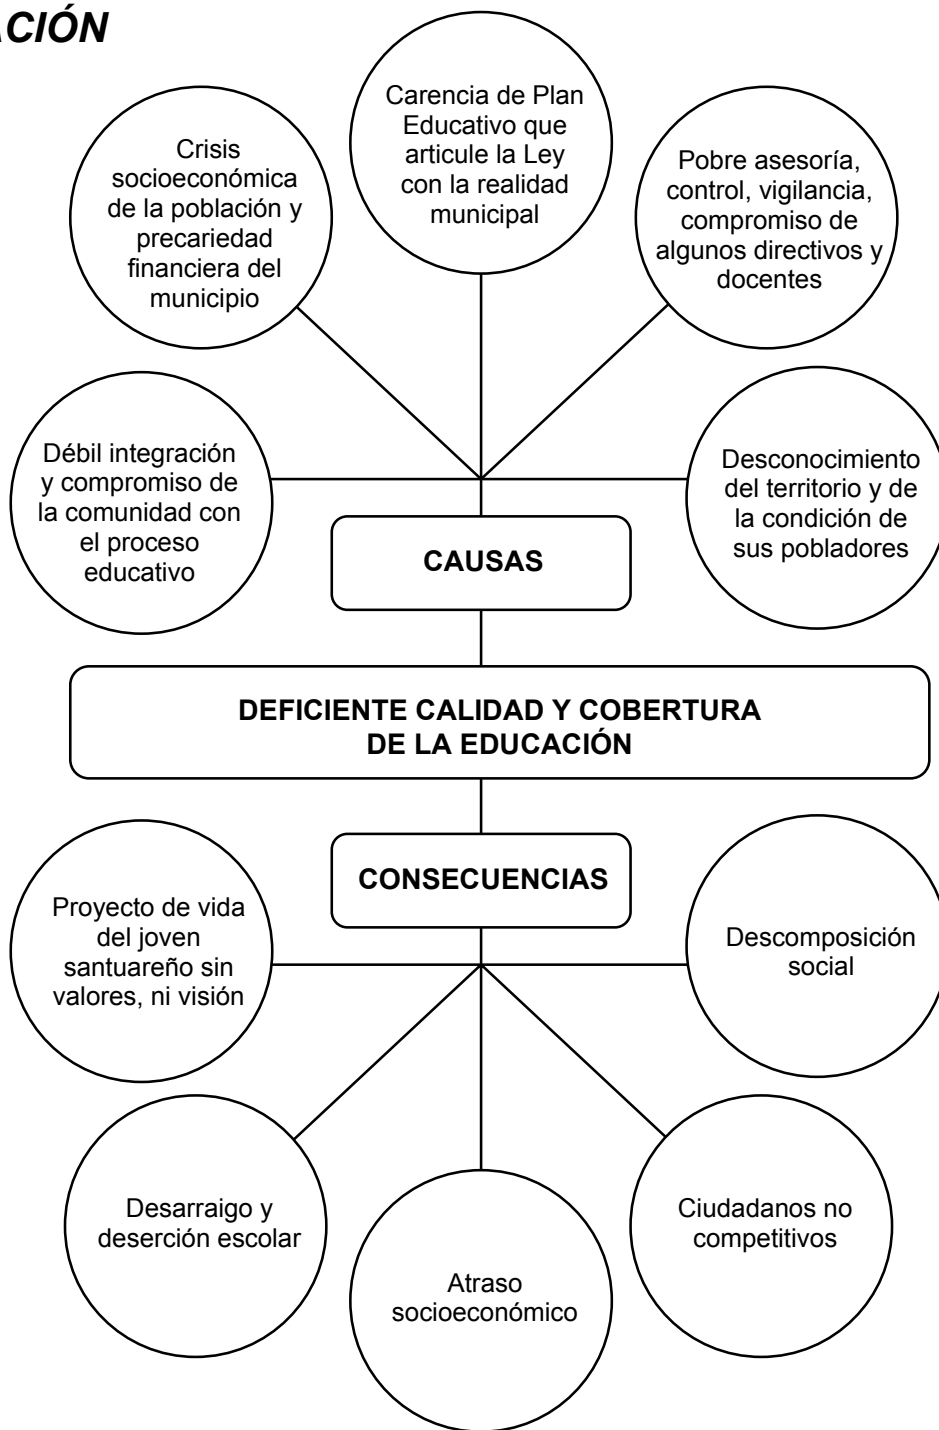 ACIÓN
Carencia de Plan
Educativo que
articule la Ley
con la realidad
municipal
Crisis
socioeconómica
de la población y
precariedad
financiera del
municipio
Pobre asesoría,
control, vigilancia,
compromiso de
algunos directivos y
docentes
Débil integración
y compromiso de
la comunidad con
el proceso
educativo
Desconocimiento
del territorio y de
la condición de
sus pobladores
CAUSAS
DEFICIENTE CALIDAD Y COBERTURA
DE LA EDUCACIÓN
CONSECUENCIAS
Proyecto de vida
del joven
santuareño sin
valores, ni visión
Descomposición
social
Desarraigo y
deserción escolar
Atraso
socioeconómico
Ciudadanos no
competitivos